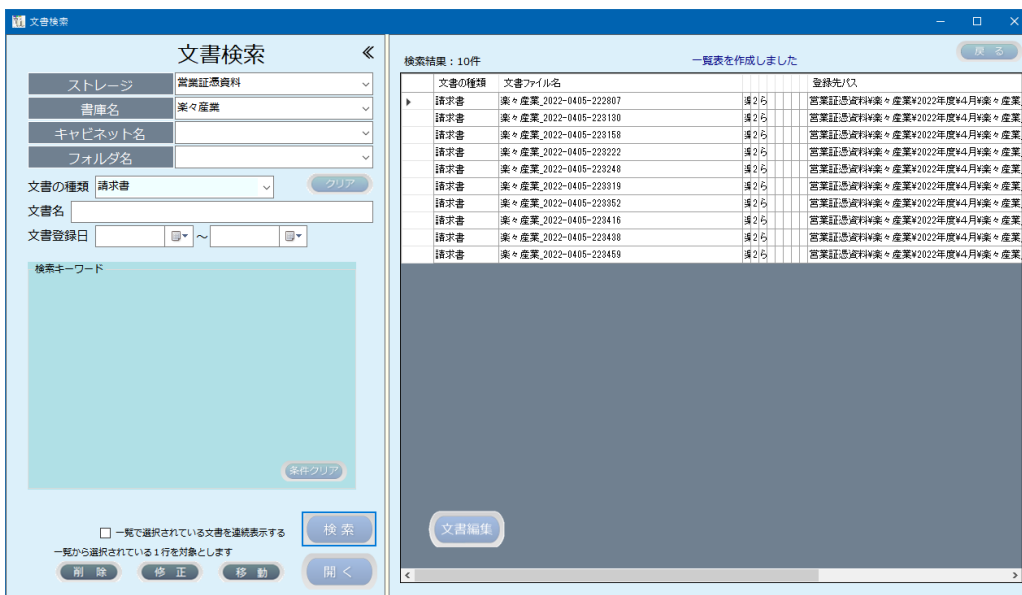 文書検索
文書検索
≪
ストレージ 営業証憑資料
書庫名 楽々産業
キャビネット名
フォルダ名
文書の種類 請求書 クリア
文書名
文書登録日 ～
検索キーワード
条件クリア
一覧で選択されている文書を連続表示する
検 索
一覧から選択されている1行を対象とします
削 除 修 正 移 動
開 く
戻 る
検索結果：10件 一覧表を作成しました
文書の種類 文書ファイル名 登録先パス
請求書 楽々産業_2022-0405-222807 2 ら 営業証憑資料¥楽々産業¥2022年度¥4月¥楽々産業
請求書 楽々産業_2022-0405-223130 2 ら 営業証憑資料¥楽々産業¥2022年度¥4月¥楽々産業
請求書 楽々産業_2022-0405-223158 2 ら 営業証憑資料¥楽々産業¥2022年度¥4月¥楽々産業
請求書 楽々産業_2022-0405-223222 2 ら 営業証憑資料¥楽々産業¥2022年度¥4月¥楽々産業
請求書 楽々産業_2022-0405-223248 2 ら 営業証憑資料¥楽々産業¥2022年度¥4月¥楽々産業
請求書 楽々産業_2022-0405-223319 2 ら 営業証憑資料¥楽々産業¥2022年度¥4月¥楽々産業
請求書 楽々産業_2022-0405-223352 2 ら 営業証憑資料¥楽々産業¥2022年度¥4月¥楽々産業
請求書 楽々産業_2022-0405-223416 2 ら 営業証憑資料¥楽々産業¥2022年度¥4月¥楽々産業
請求書 楽々産業_2022-0405-223438 2 ら 営業証憑資料¥楽々産業¥2022年度¥4月¥楽々産業
請求書 楽々産業_2022-0405-223459 2 ら 営業証憑資料¥楽々産業¥2022年度¥4月¥楽々産業
文書編集